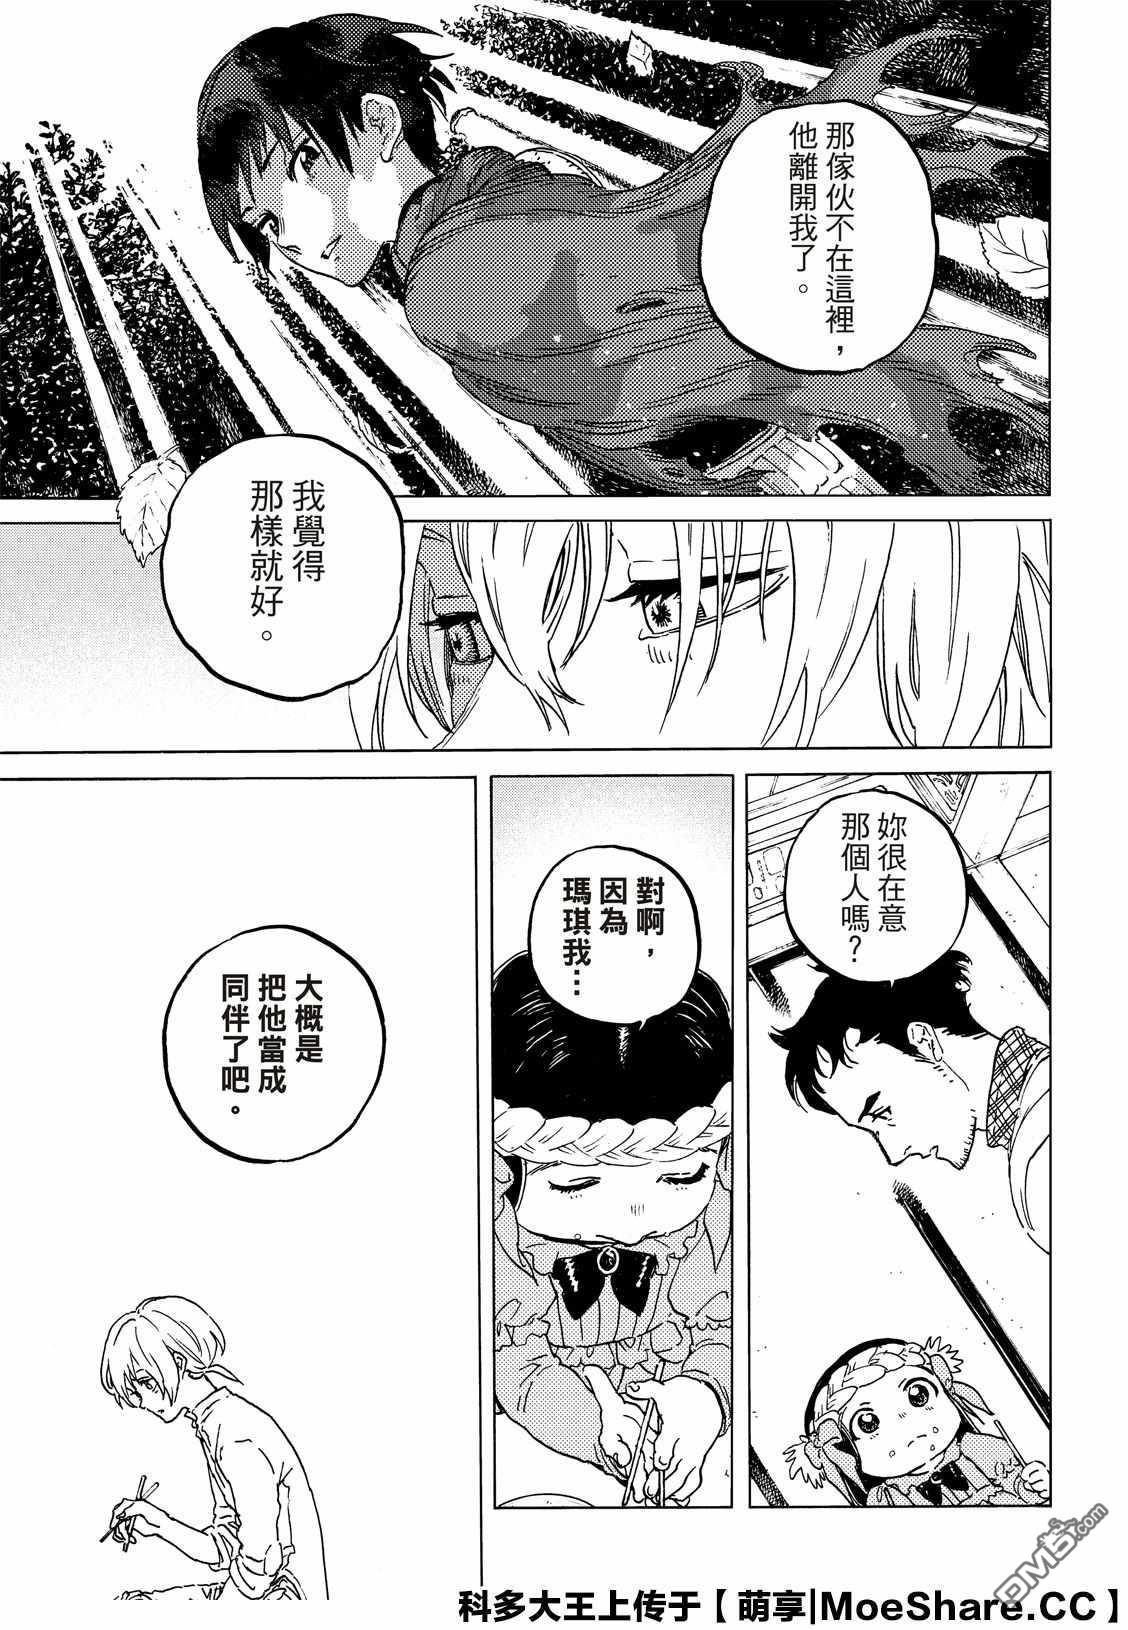 那傢伙不在這裡，
他離開我了。
我覺得
那樣就好。
妳很在意
那個人嗎？
對啊，
因為
瑪琪我…
大概是
把他當成
同伴了吧。
DM5.com
科多大王上传于【萌享|MoeShare.CC】